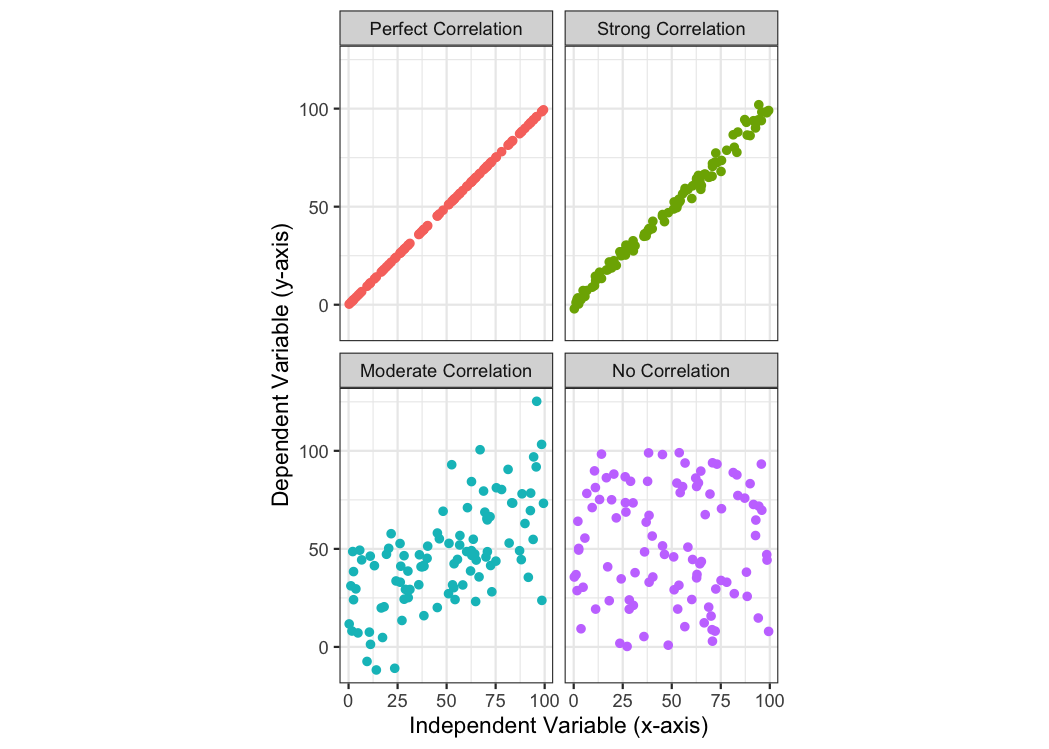 Perfect Correlation
Strong Correlation
100
50
0
Moderate Correlation
No Correlation
100
50
0
0 25 50 75 100
0 25 50 75 100
Independent Variable (x-axis)
Dependent Variable (y-axis)